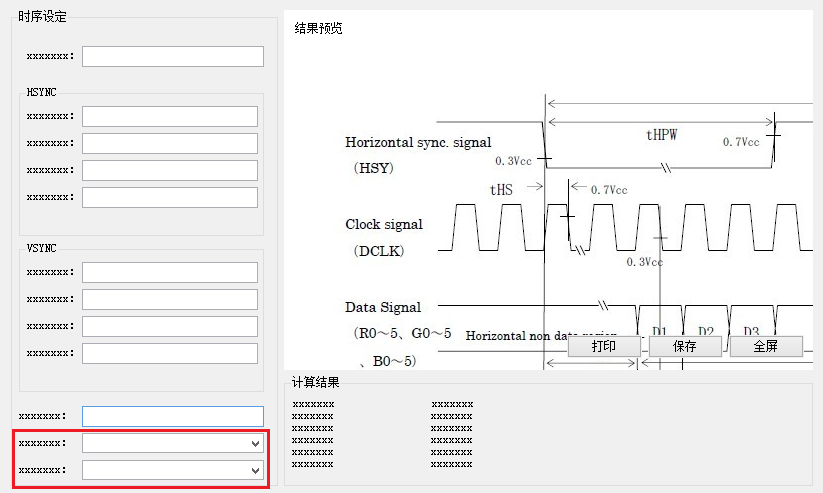 时序设定
xxxxxxx:
HSYNC
xxxxxxx:
xxxxxxx:
xxxxxxx:
xxxxxxx:
VSYNC
xxxxxxx:
xxxxxxx:
xxxxxxx:
xxxxxxx:
xxxxxxx:
xxxxxxx:
xxxxxxx:
结果预览
Horizontal sync. signal
(HSY)
0.3Vcc
tHPW
0.7Vcc
tHS
0.7Vcc
Clock signal
(DCLK)
0.3Vcc
Data Signal
(R0~5、G0~5
、B0~5)
Horizontal non data region
D1 D2 D3
打印 保存 全屏
计算结果
xxxxxxx xxxxxxx
xxxxxxx xxxxxxx
xxxxxxx xxxxxxx
xxxxxxx xxxxxxx
xxxxxxx xxxxxxx
xxxxxxx xxxxxxx